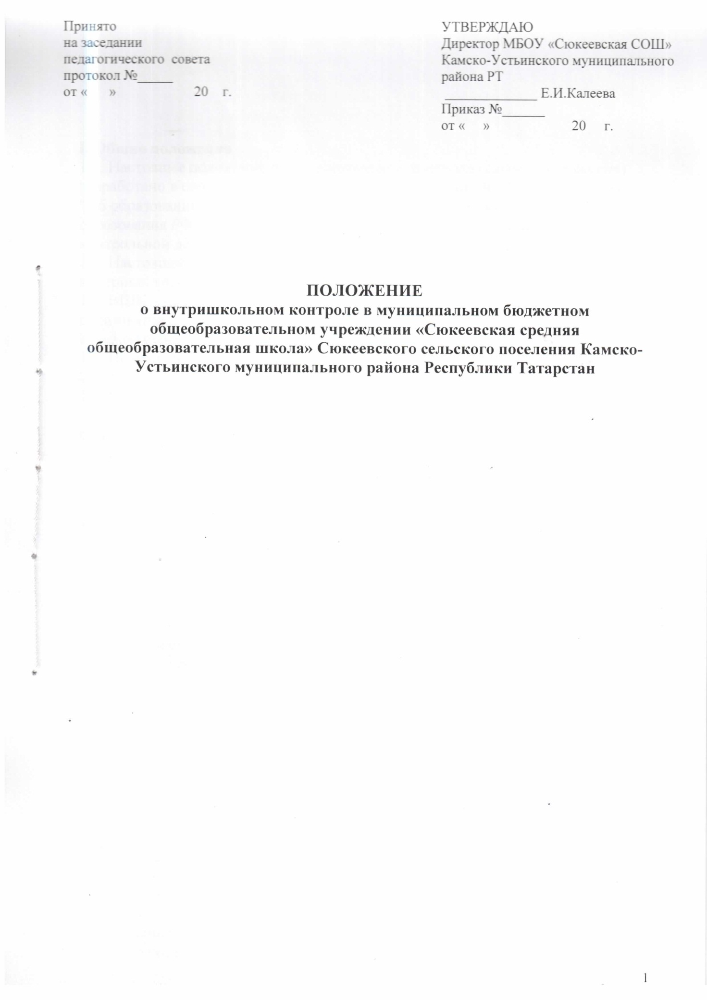 Принято
на заседании
педагогического совета
протокол №_____
от «     »                    20    г.
УТВЕРЖДАЮ
Директор МБОУ «Сюкеевская СОШ»
Камско-Устьинского муниципального
района РТ
_____________ Е.И.Калеева
Приказ №______
от «     »                    20    г.
ПОЛОЖЕНИЕ
о внутришкольном контроле в муниципальном бюджетном
общеобразовательном учреждении «Сюкеевская средняя
общеобразовательная школа» Сюкеевского сельского поселения Камско-
Устьинского муниципального района Республики Татарстан
1